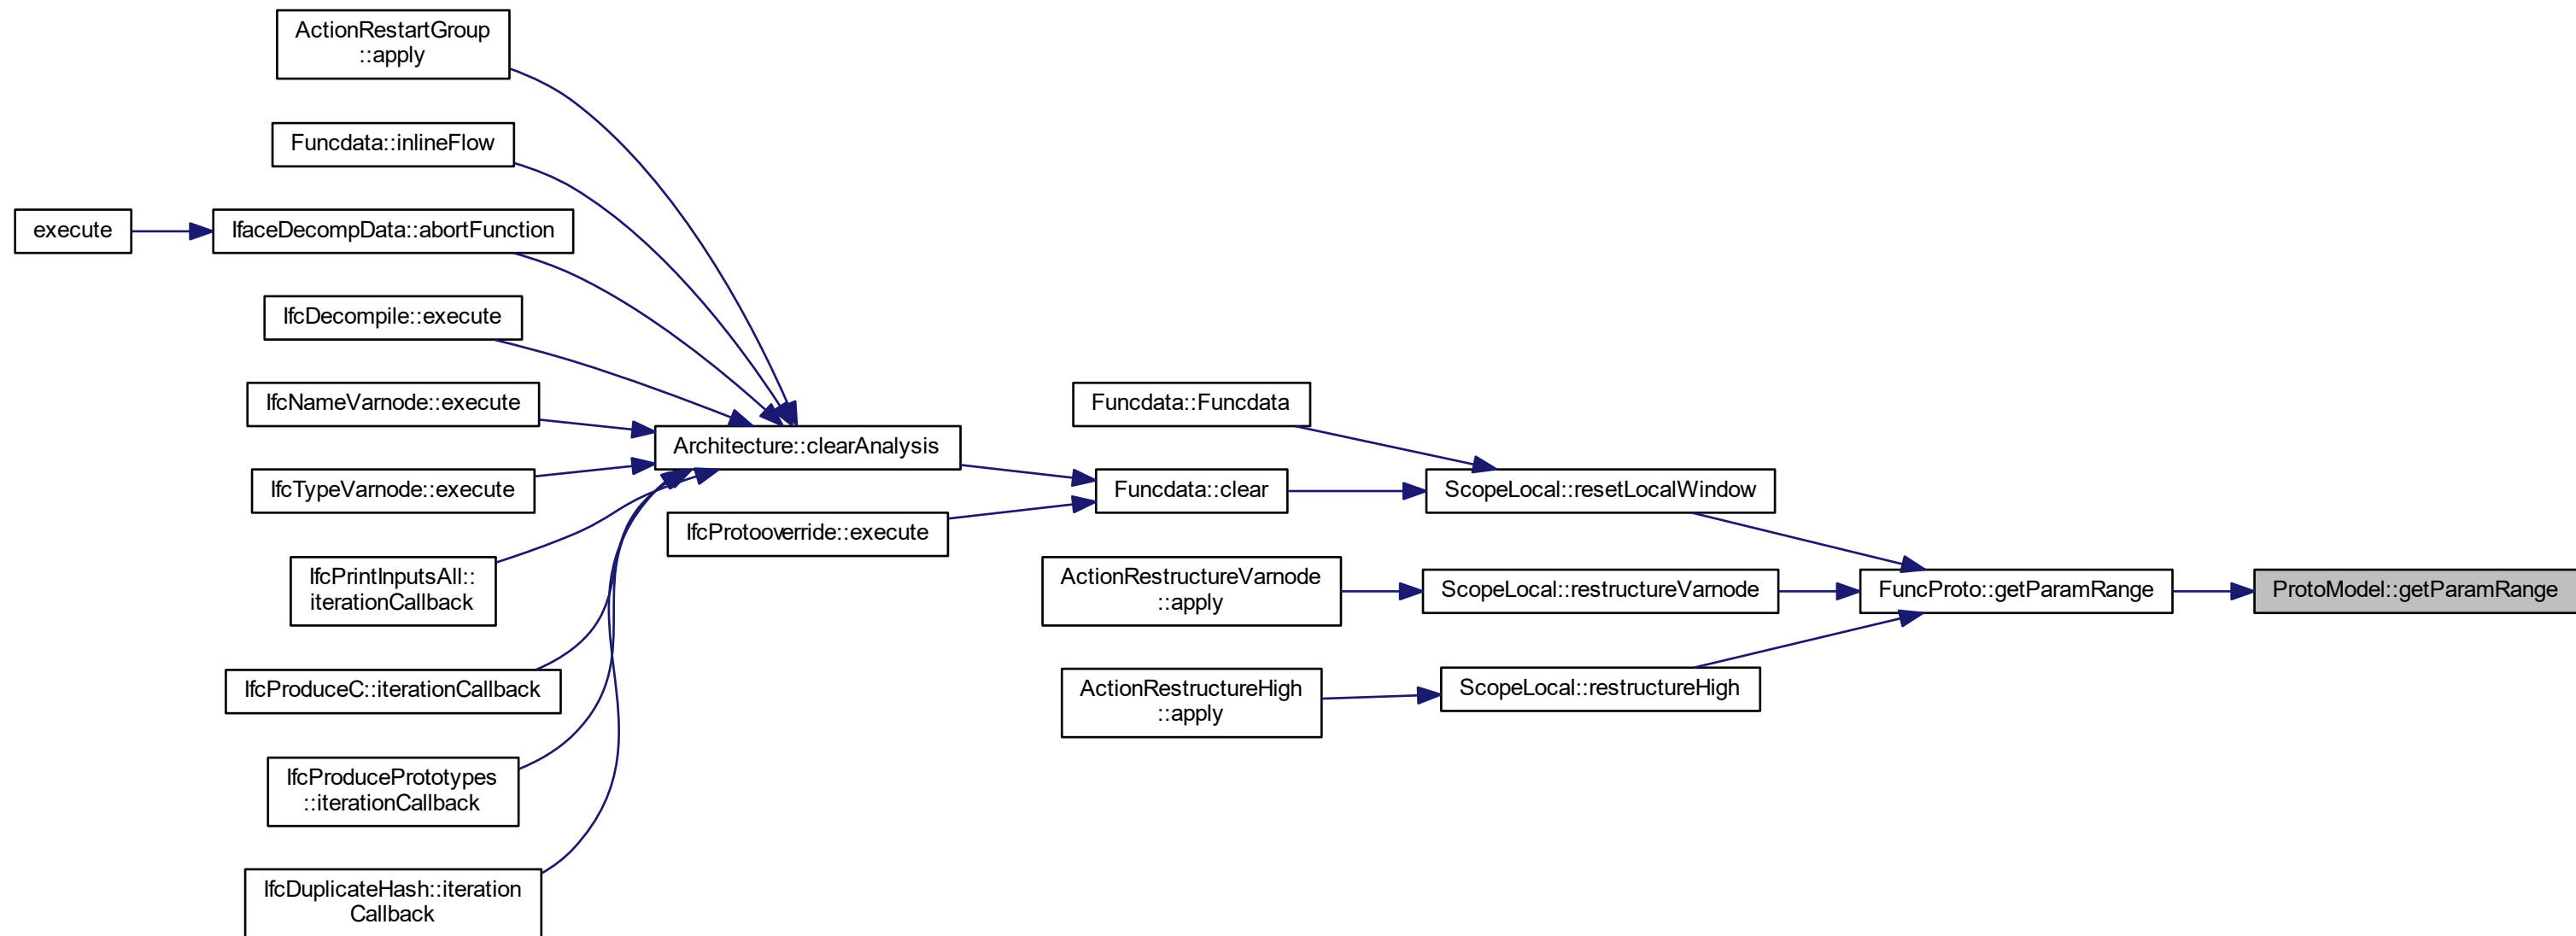 ActionRestartGroup
::apply
Funcdata::inlineFlow
execute
IfaceDecompData::abortFunction
IfcDecompile::execute
IfcNameVarnode::execute
IfcTypeVarnode::execute
IfcPrintInputsAll::
iterationCallback
IfcProduceC::iterationCallback
IfcProducePrototypes
::iterationCallback
IfcDuplicateHash::iteration
Callback
Architecture::clearAnalysis
IfcProtooverride::execute
Funcdata::Funcdata
Funcdata::clear
ActionRestructureVarnode
::apply
ActionRestructureHigh
::apply
ScopeLocal::resetLocalWindow
ScopeLocal::restructureVarnode
ScopeLocal::restructureHigh
FuncProto::getParamRange
ProtoModel::getParamRange